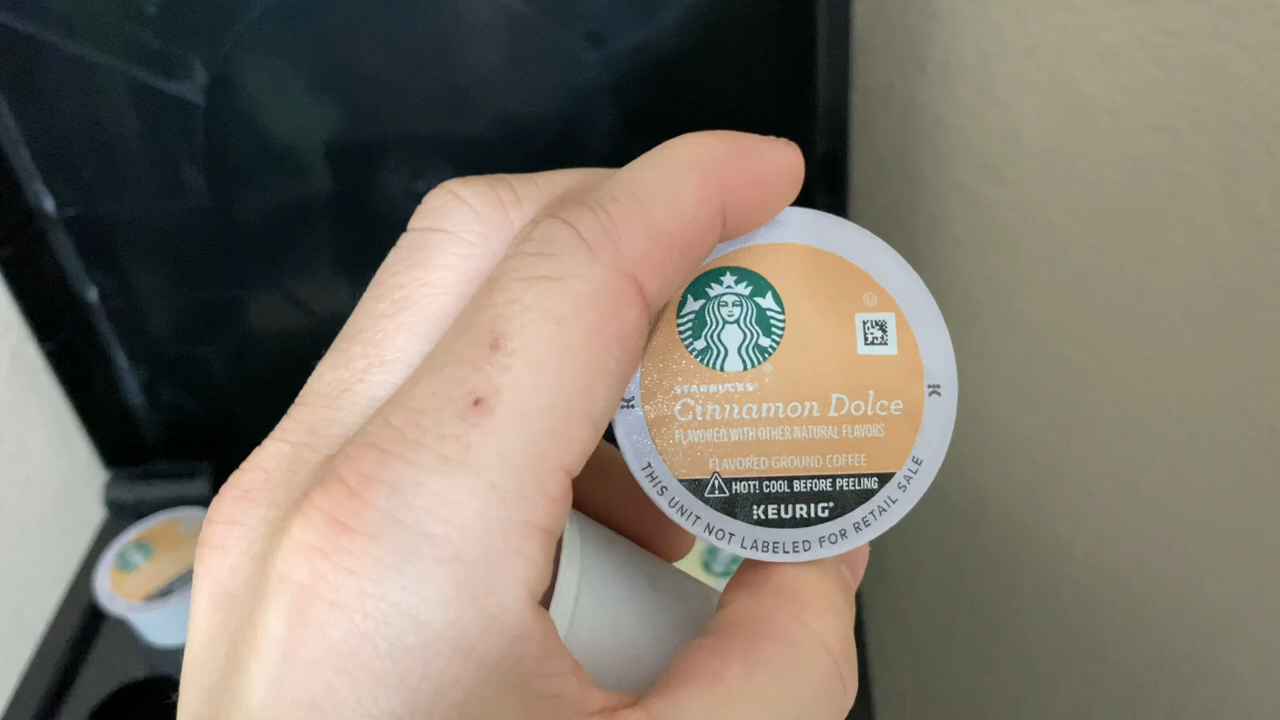 STARBUCKS®
Cinnamon Dolce
FLAVORED WITH OTHER NATURAL FLAVORS
FLAVORED GROUND COFFEE
HOT! COOL BEFORE PEELING
KEURIG®
THIS UNIT NOT LABELED FOR RETAIL SALE
K
K